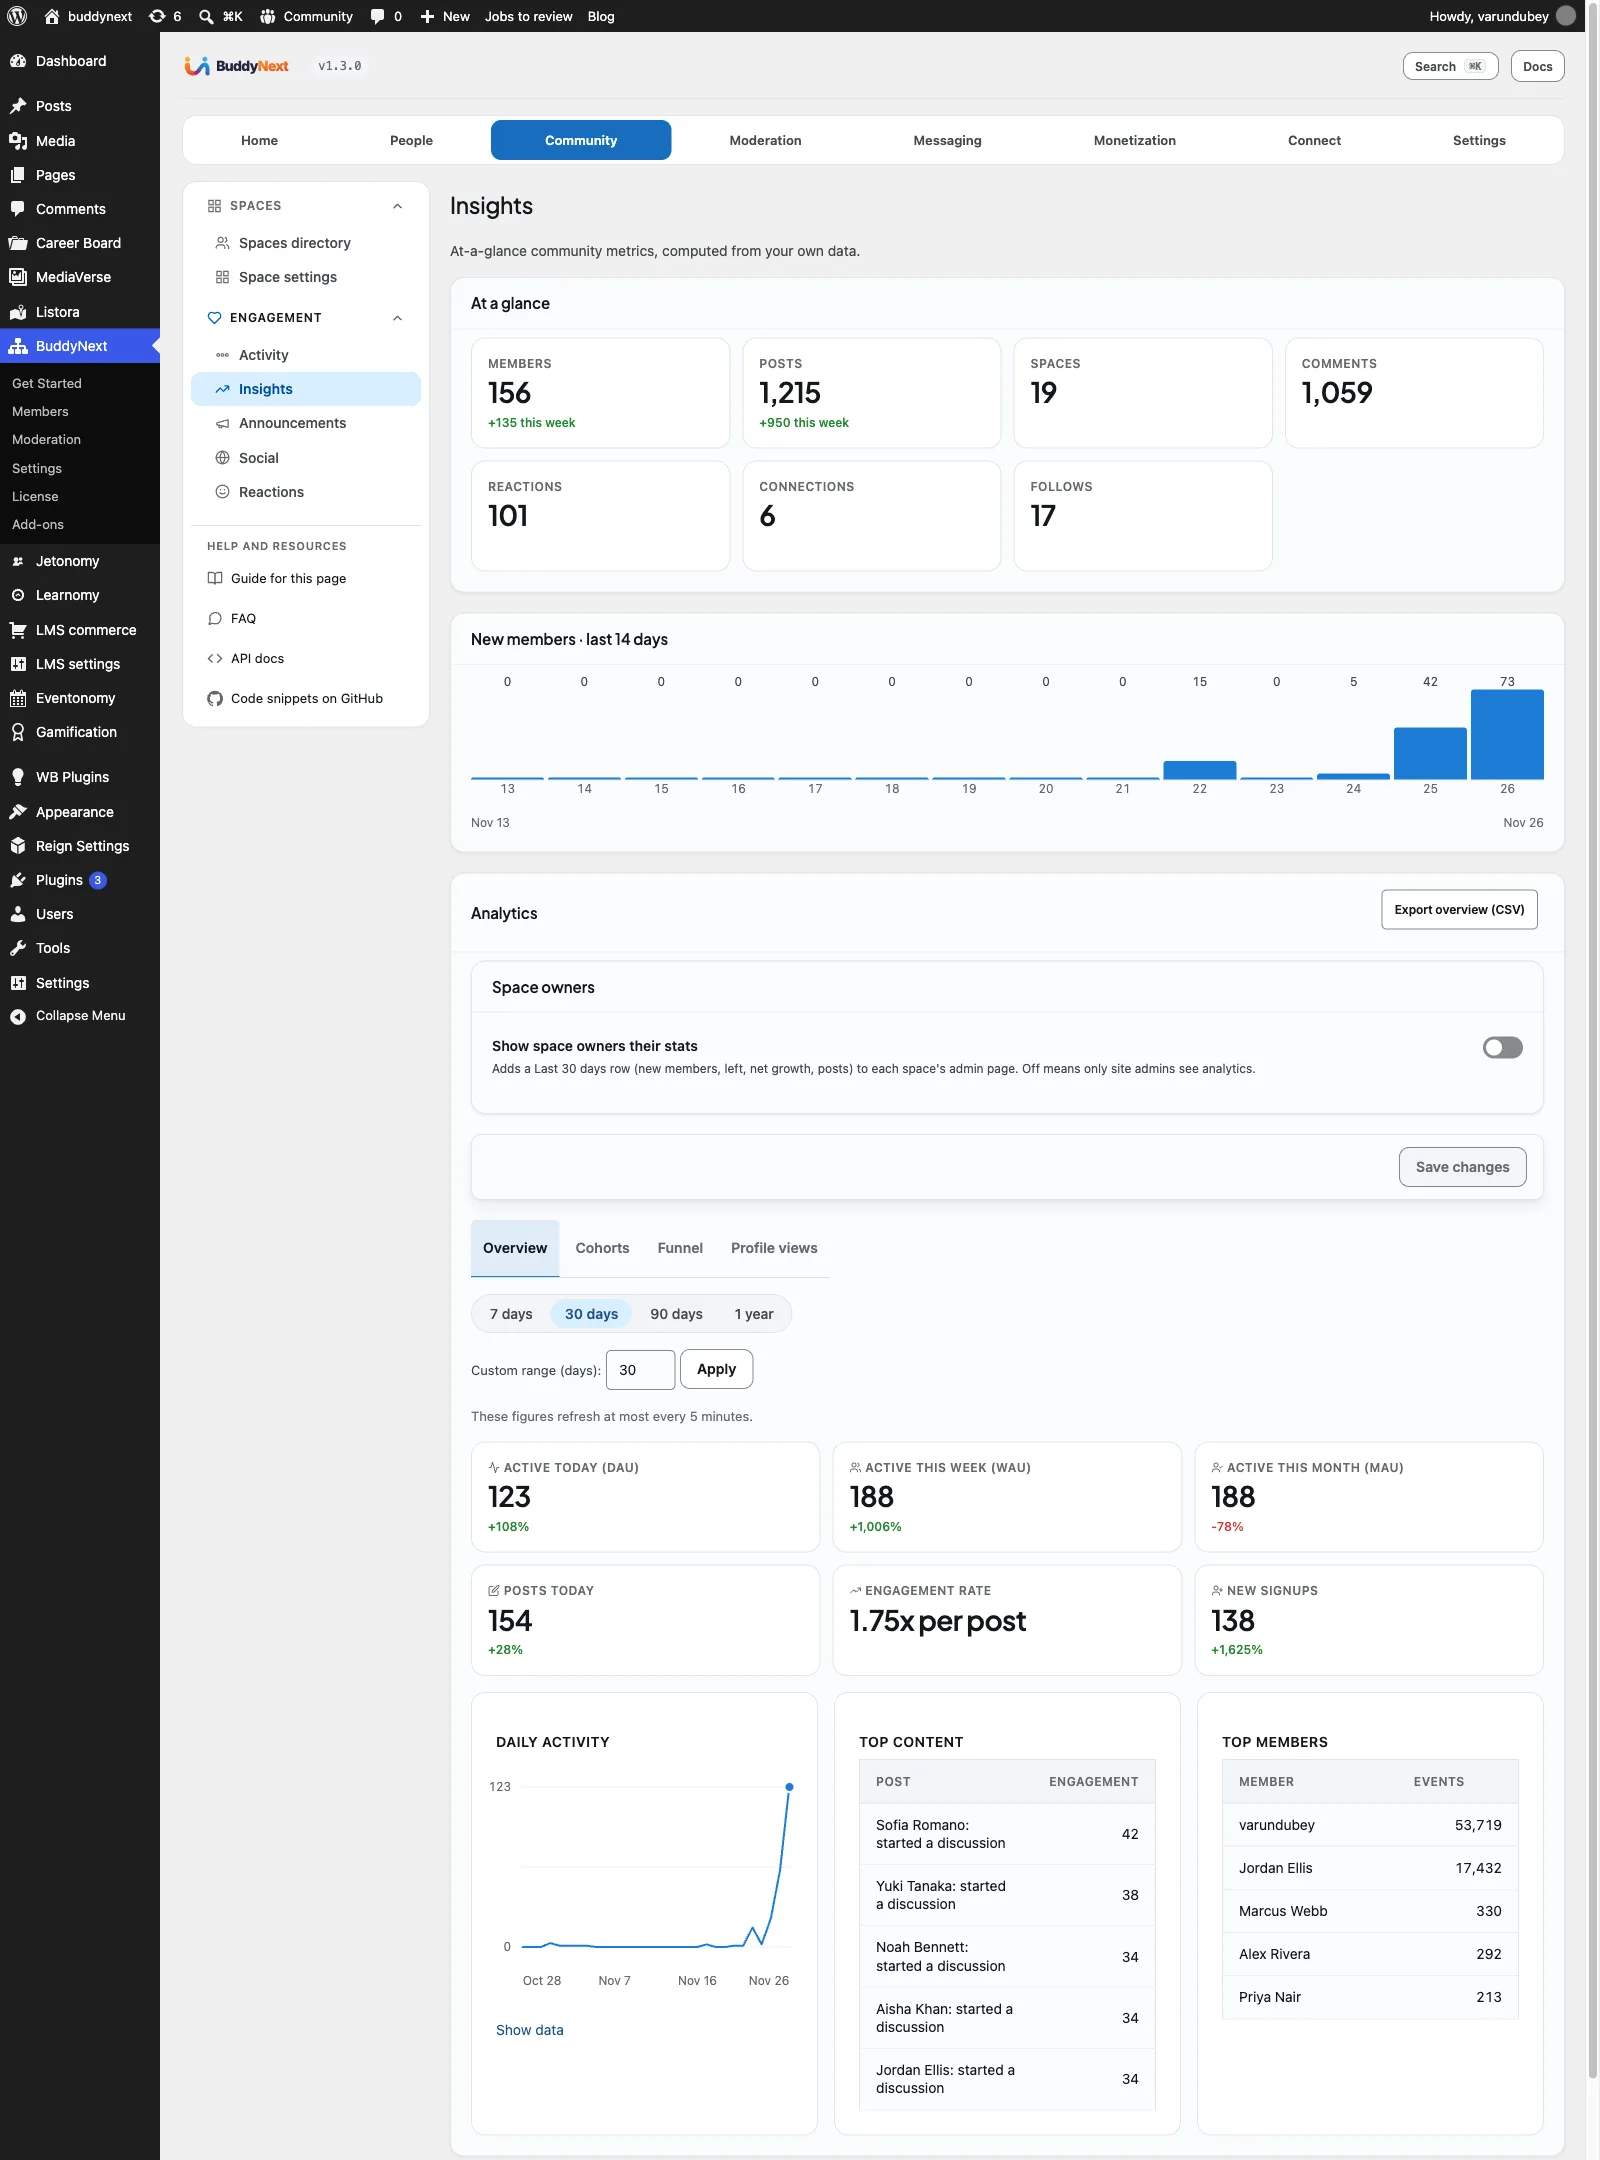 buddynext
6
⌘K
Community
0
New
Jobs to review
Blog
Howdy, varundubey
Dashboard
Posts
Media
Pages
Comments
Career Board
MediaVerse
Listora
BuddyNext
Get Started
Members
Moderation
Settings
License
Add-ons
Jetonomy
Learnomy
LMS commerce
LMS settings
Eventonomy
Gamification
WB Plugins
Appearance
Reign Settings
Plugins 3
Users
Tools
Settings
Collapse Menu
BuddyNext
v1.3.0
Search ⌘K
Docs
Home
People
Community
Moderation
Messaging
Monetization
Connect
Settings
SPACES
Spaces directory
Space settings
ENGAGEMENT
Activity
Insights
Announcements
Social
Reactions
HELP AND RESOURCES
Guide for this page
FAQ
API docs
Code snippets on GitHub
Insights
At-a-glance community metrics, computed from your own data.
At a glance
MEMBERS
156
+135 this week
POSTS
1,215
+950 this week
SPACES
19
COMMENTS
1,059
REACTIONS
101
CONNECTIONS
6
FOLLOWS
17
New members · last 14 days
0 0 0 0 0 0 0 0 0 15 0 5 42 73
13 14 15 16 17 18 19 20 21 22 23 24 25 26
Nov 13
Nov 26
Analytics
Export overview (CSV)
Space owners
Show space owners their stats
Adds a Last 30 days row (new members, left, net growth, posts) to each space's admin page. Off means only site admins see analytics.
Save changes
Overview
Cohorts
Funnel
Profile views
7 days
30 days
90 days
1 year
Custom range (days): 30
Apply
These figures refresh at most every 5 minutes.
ACTIVE TODAY (DAU)
123
+108%
ACTIVE THIS WEEK (WAU)
188
+1,006%
ACTIVE THIS MONTH (MAU)
188
-78%
POSTS TODAY
154
+28%
ENGAGEMENT RATE
1.75x per post
NEW SIGNUPS
138
+1,625%
DAILY ACTIVITY
123
0
Oct 28
Nov 7
Nov 16
Nov 26
Show data
TOP CONTENT
POST ENGAGEMENT
Sofia Romano:
started a discussion
42
Yuki Tanaka: started
a discussion
38
Noah Bennett:
started a discussion
34
Aisha Khan: started a
discussion
34
Jordan Ellis: started a
discussion
34
TOP MEMBERS
MEMBER EVENTS
varundubey 53,719
Jordan Ellis 17,432
Marcus Webb 330
Alex Rivera 292
Priya Nair 213